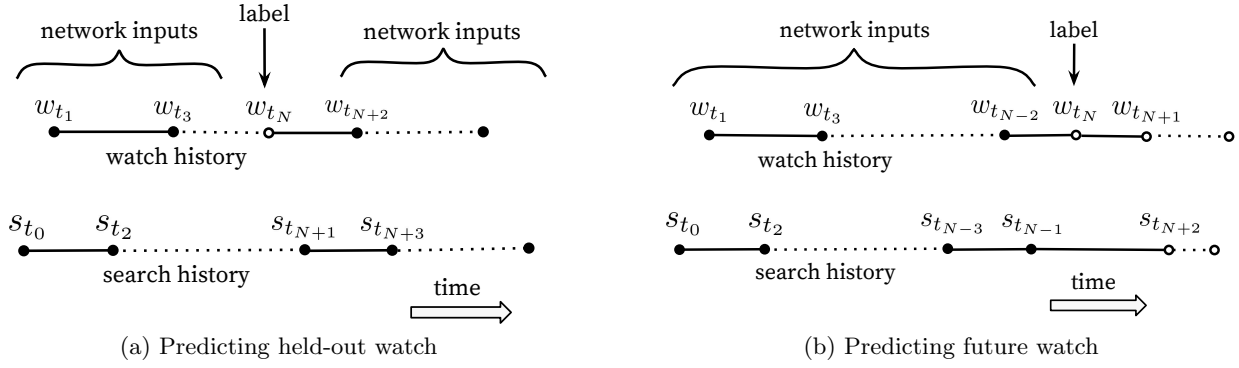 label
network inputs network inputs
w_{t_1} w_{t_3} w_{t_N} w_{t_{N+2}}
watch history
s_{t_0} s_{t_2} s_{t_{N+1}} s_{t_{N+3}}
search history
time
(a) Predicting held-out watch
network inputs label
w_{t_1} w_{t_3} w_{t_{N-2}} w_{t_N} w_{t_{N+1}}
watch history
s_{t_0} s_{t_2} s_{t_{N-3}} s_{t_{N-1}} s_{t_{N+2}}
search history
time
(b) Predicting future watch